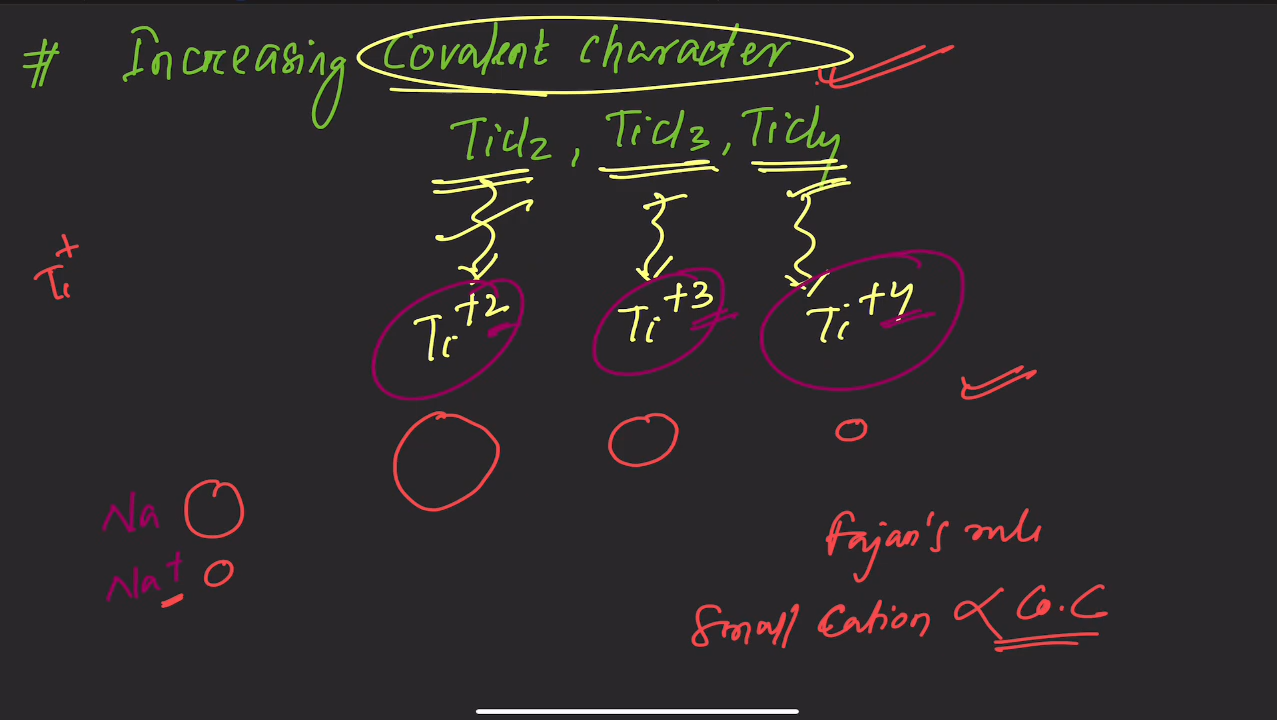 # Increasing Covalent character
Ticl2, Ticl3, Ticl4
Ti+
Ti+2 Ti+3 Ti+4
Na
Na+
Fajan's rule
Small Cation ∝ Co.C